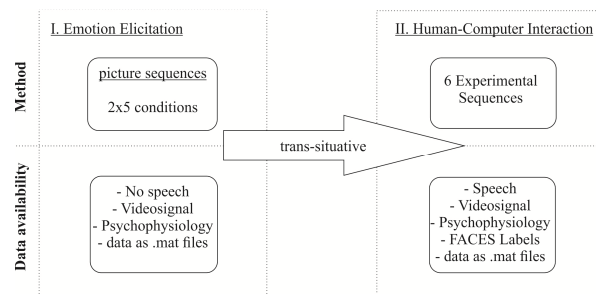 I. Emotion Elicitation
II. Human-Computer Interaction
Method
picture sequences
2x5 conditions
6 Experimental
Sequences
trans-situative
Data availability
- No speech
- Videosignal
- Psychophysiology
- data as .mat files
- Speech
- Videosignal
- Psychophysiology
- FACES Labels
- data as .mat files